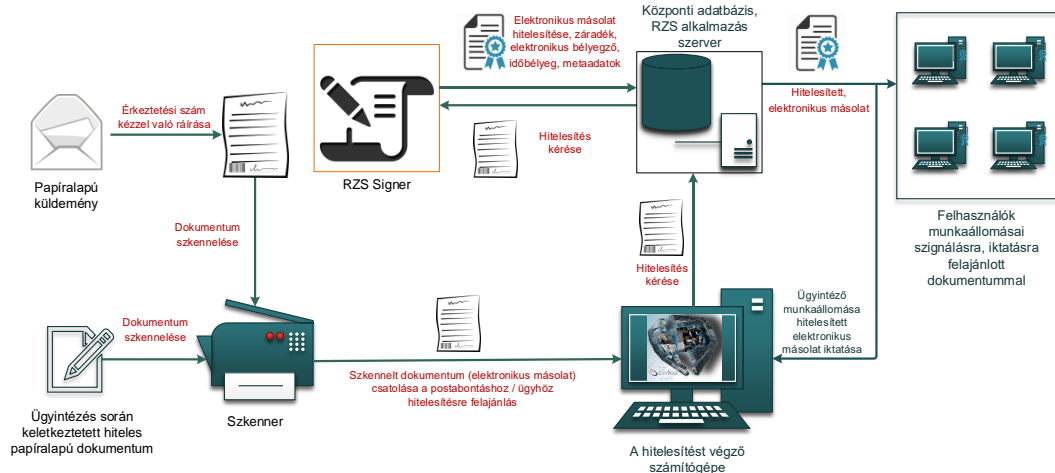 Elektronikus másolat
hitelesítése, záradék,
elektronikus bélyegző,
időbélyeg, metaadatok
Központi adatbázis,
RZS alkalmazás
szerver
Hitelesített,
elektronikus másolat
Érkeztetési szám
kézzel való ráírása
Papíralapú
küldemény
RZS Signer
Hitelesítés
kérése
Felhasználók
munkaállomásai
szignálásra, iktatásra
felajánlott
dokumentummal
Dokumentum
szkennelése
Hitelesítés
kérése
Ügyintéző
munkaállomása
hitelesített
elektronikus
másolat iktatása
Dokumentum
szkennelése
Szkennelt dokumentum (elektronikus másolat)
csatolása a postabontáshoz / ügyhöz
hitelesítésre felajánlás
Ügyintézés során
keletkeztetett hiteles
papíralapú dokumentum
Szkenner
A hitelesítést végző
számítógépe